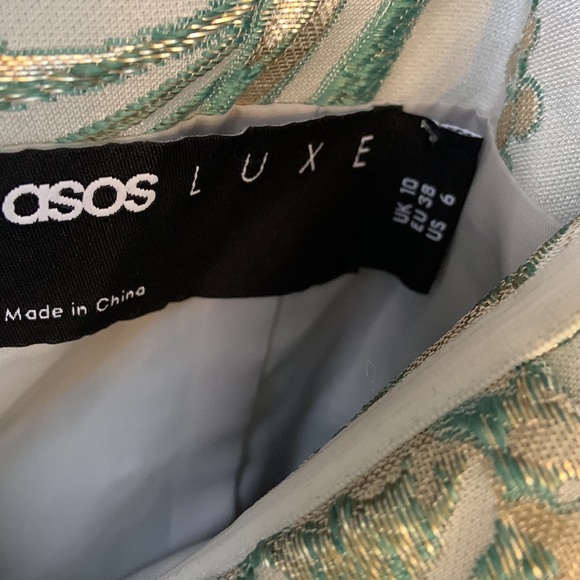 asos LUXE
UK 10
EU 38
US 6
Made in China